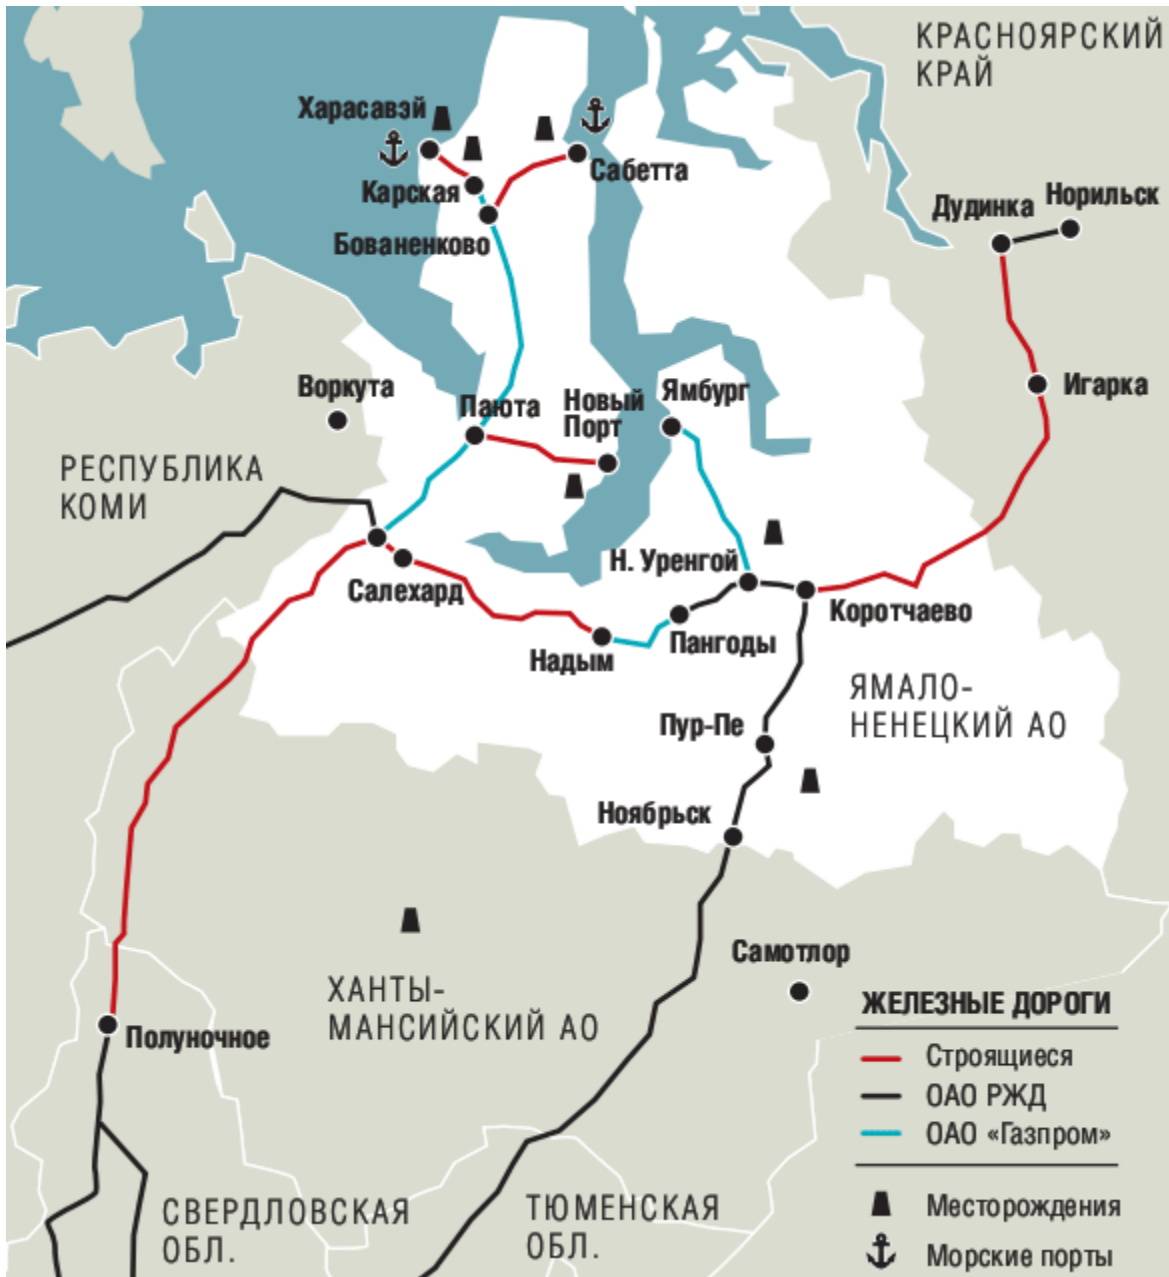 КРАСНОЯРСКИЙ
КРАЙ
Харасавэй
Сабетта
Карская
Бованенково
Дудинка
Норильск
Воркута
Паюта
Новый
Порт
Ямбург
Игарка
РЕСПУБЛИКА
КОМИ
Н. Уренгой
Салехард
Коротчаево
Надым
Пангоды
ЯМАЛО-
НЕНЕЦКИЙ АО
Пур-Пе
Ноябрьск
Самотлор
ХАНТЫ-
МАНСИЙСКИЙ АО
Полуночное
СВЕРДЛОВСКАЯ
ОБЛ.
ТЮМЕНСКАЯ
ОБЛ.
ЖЕЛЕЗНЫЕ ДОРОГИ
Строящиеся
ОАО РЖД
ОАО «Газпром»
Месторождения
Морские порты